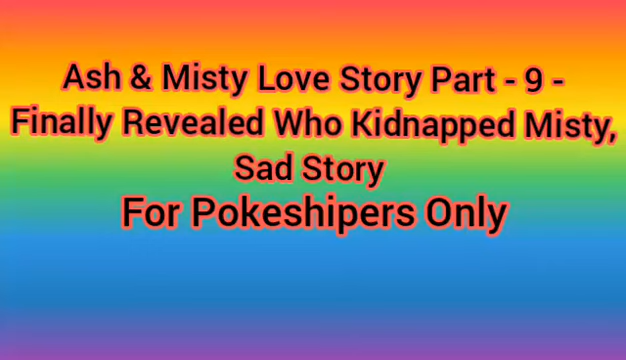 Ash & Misty Love Story Part - 9 -
Finally Revealed Who Kidnapped Misty,
Sad Story
For Pokeshipers Only